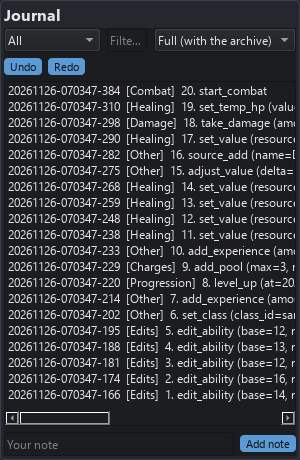 Journal
All Filte... Full (with the archive)
Undo Redo
20261126-070347-384 [Combat] 20. start_combat
20261126-070347-310 [Healing] 19. set_temp_hp (valu
20261126-070347-298 [Damage] 18. take_damage (amo
20261126-070347-290 [Healing] 17. set_value (resourc
20261126-070347-282 [Other] 16. source_add (name=D
20261126-070347-275 [Other] 15. adjust_value (delta=
20261126-070347-268 [Healing] 14. set_value (resourc
20261126-070347-259 [Healing] 13. set_value (resourc
20261126-070347-248 [Healing] 12. set_value (resourc
20261126-070347-238 [Healing] 11. set_value (resourc
20261126-070347-233 [Other] 10. add_experience (amo
20261126-070347-229 [Charges] 9. add_pool (max=3, r
20261126-070347-220 [Progression] 8. level_up (at=20
20261126-070347-214 [Other] 7. add_experience (amou
20261126-070347-202 [Other] 6. set_class (class_id=sa
20261126-070347-195 [Edits] 5. edit_ability (base=12, n
20261126-070347-188 [Edits] 4. edit_ability (base=13, n
20261126-070347-181 [Edits] 3. edit_ability (base=12, n
20261126-070347-174 [Edits] 2. edit_ability (base=16, n
20261126-070347-166 [Edits] 1. edit_ability (base=14, n
Your note Add note